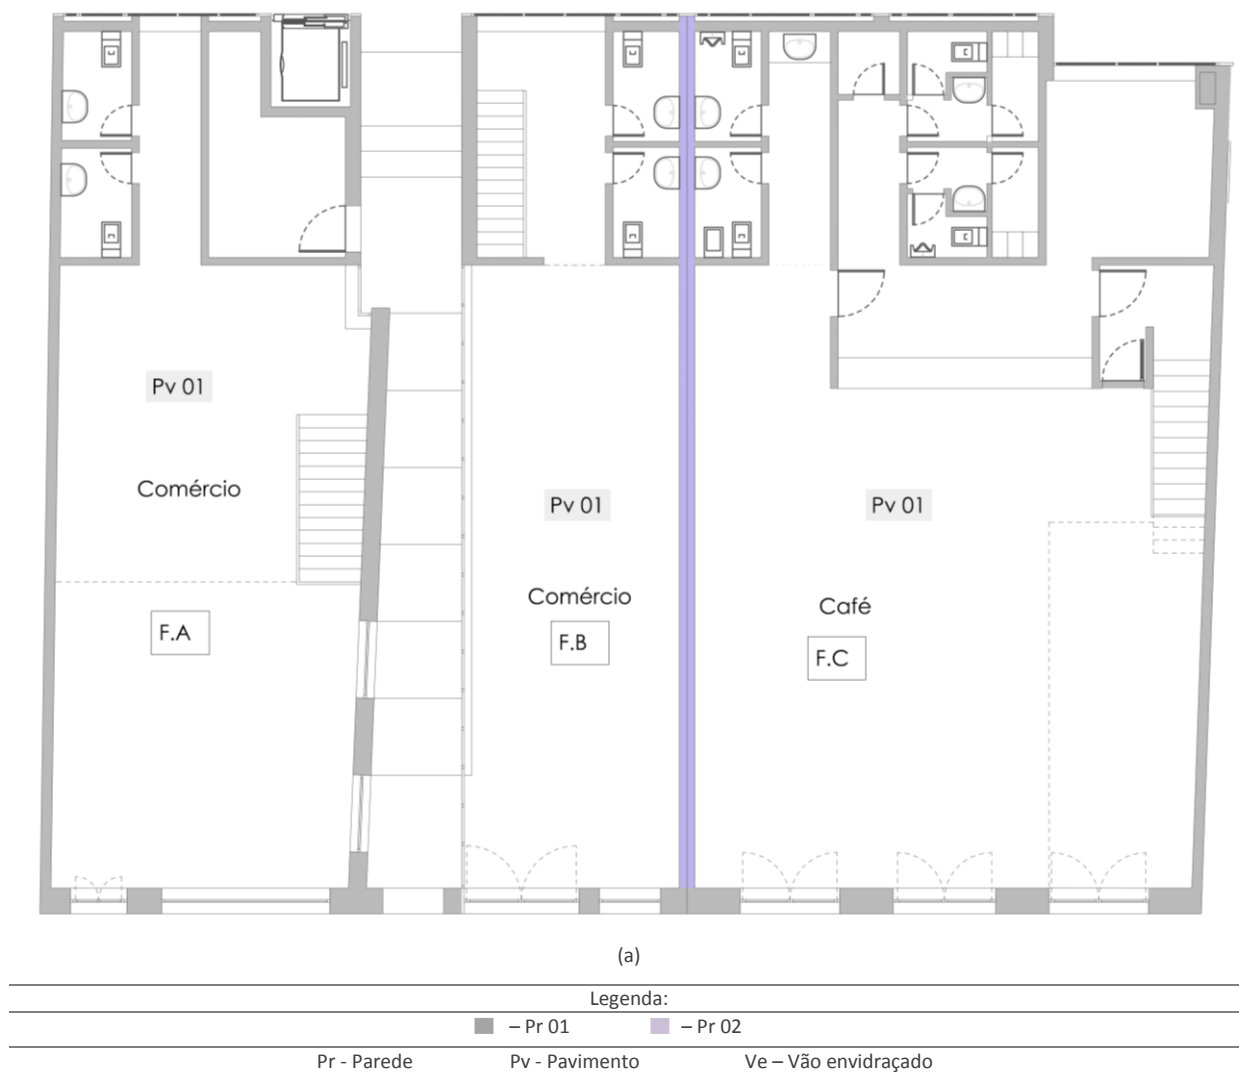 Pv 01
Comércio
F.A
Pv 01
Comércio
F.B
Pv 01
Café
F.C
(a)
Legenda:
– Pr 01 – Pr 02
Pr - Parede Pv - Pavimento Ve – Vão envidraçado